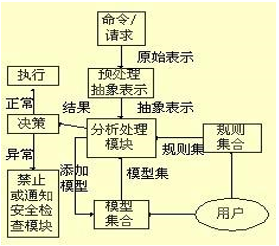 命令/
请求
原始表示
执行
预处理
抽象表示
正常
结果
抽象表示
决策
分析处理
模块
规则
集合
规则集
异常
添加
模型
模型集
禁止
或通知
安全检
查模块
模型
集合
用户